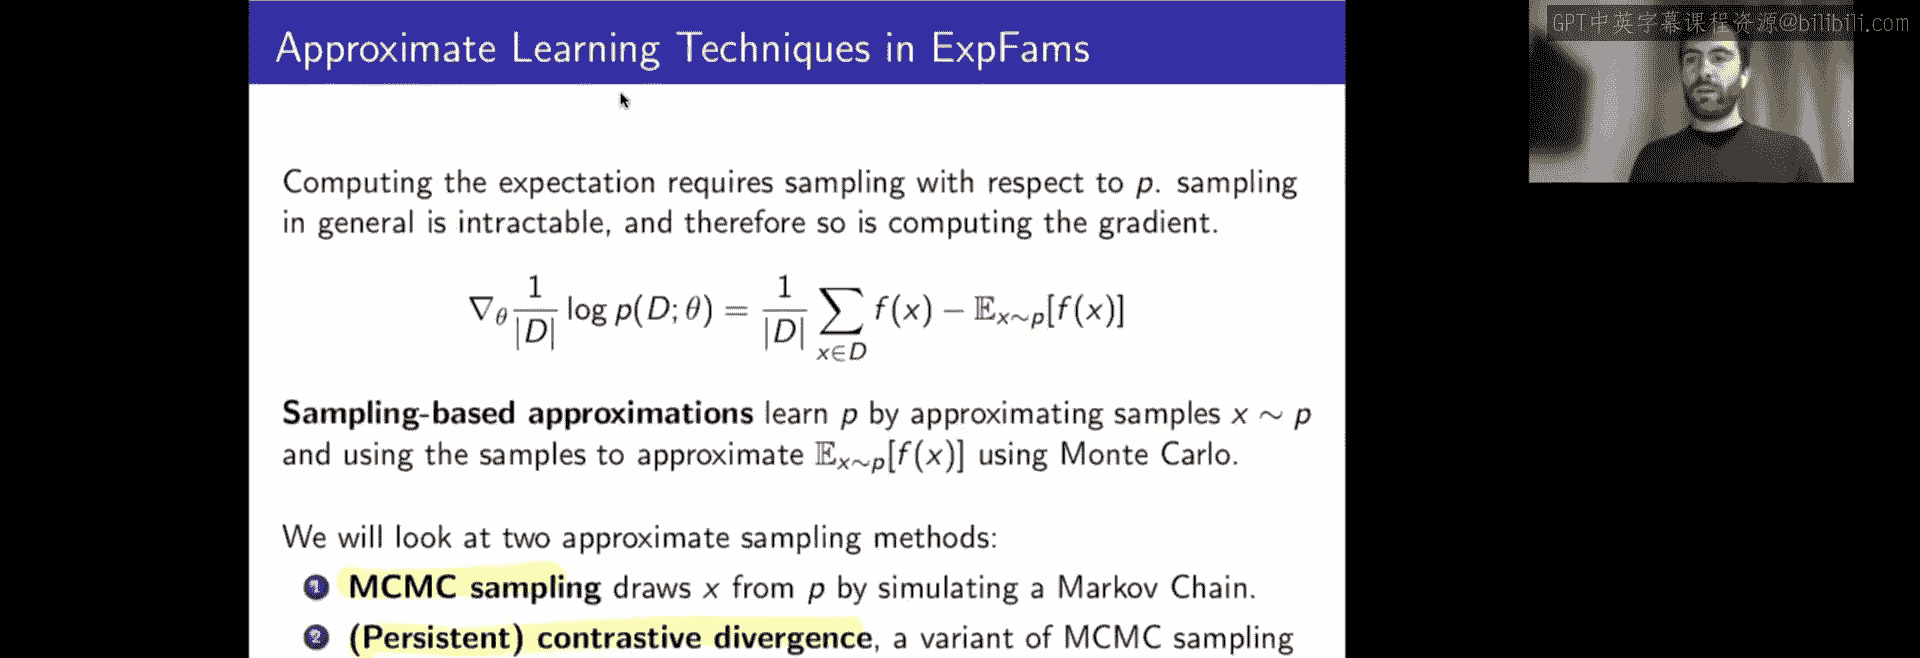 Approximate Learning Techniques in ExpFams
GPT中英字幕课程资源@bilibili.com
Computing the expectation requires sampling with respect to p. sampling
in general is intractable, and therefore so is computing the gradient.
∇θ 1/|D| log p(D; θ) = 1/|D| ∑x∈D f(x) − 𝔼x∼p[f(x)]
Sampling-based approximations learn p by approximating samples x ∼ p
and using the samples to approximate 𝔼x∼p[f(x)] using Monte Carlo.
We will look at two approximate sampling methods:
1 MCMC sampling draws x from p by simulating a Markov Chain.
2 (Persistent) contrastive divergence, a variant of MCMC sampling